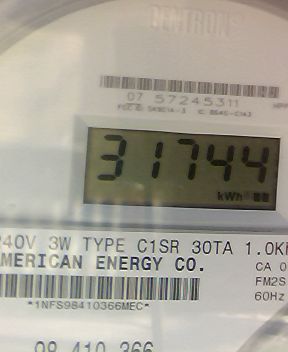 CENTRON
07 57245311
31744
kWh
240V 3W TYPE C1SR 30TA 1.0K
AMERICAN ENERGY CO.
CA 0
FM2S
60Hz
*1NFS98410366MEC*
98 410 366